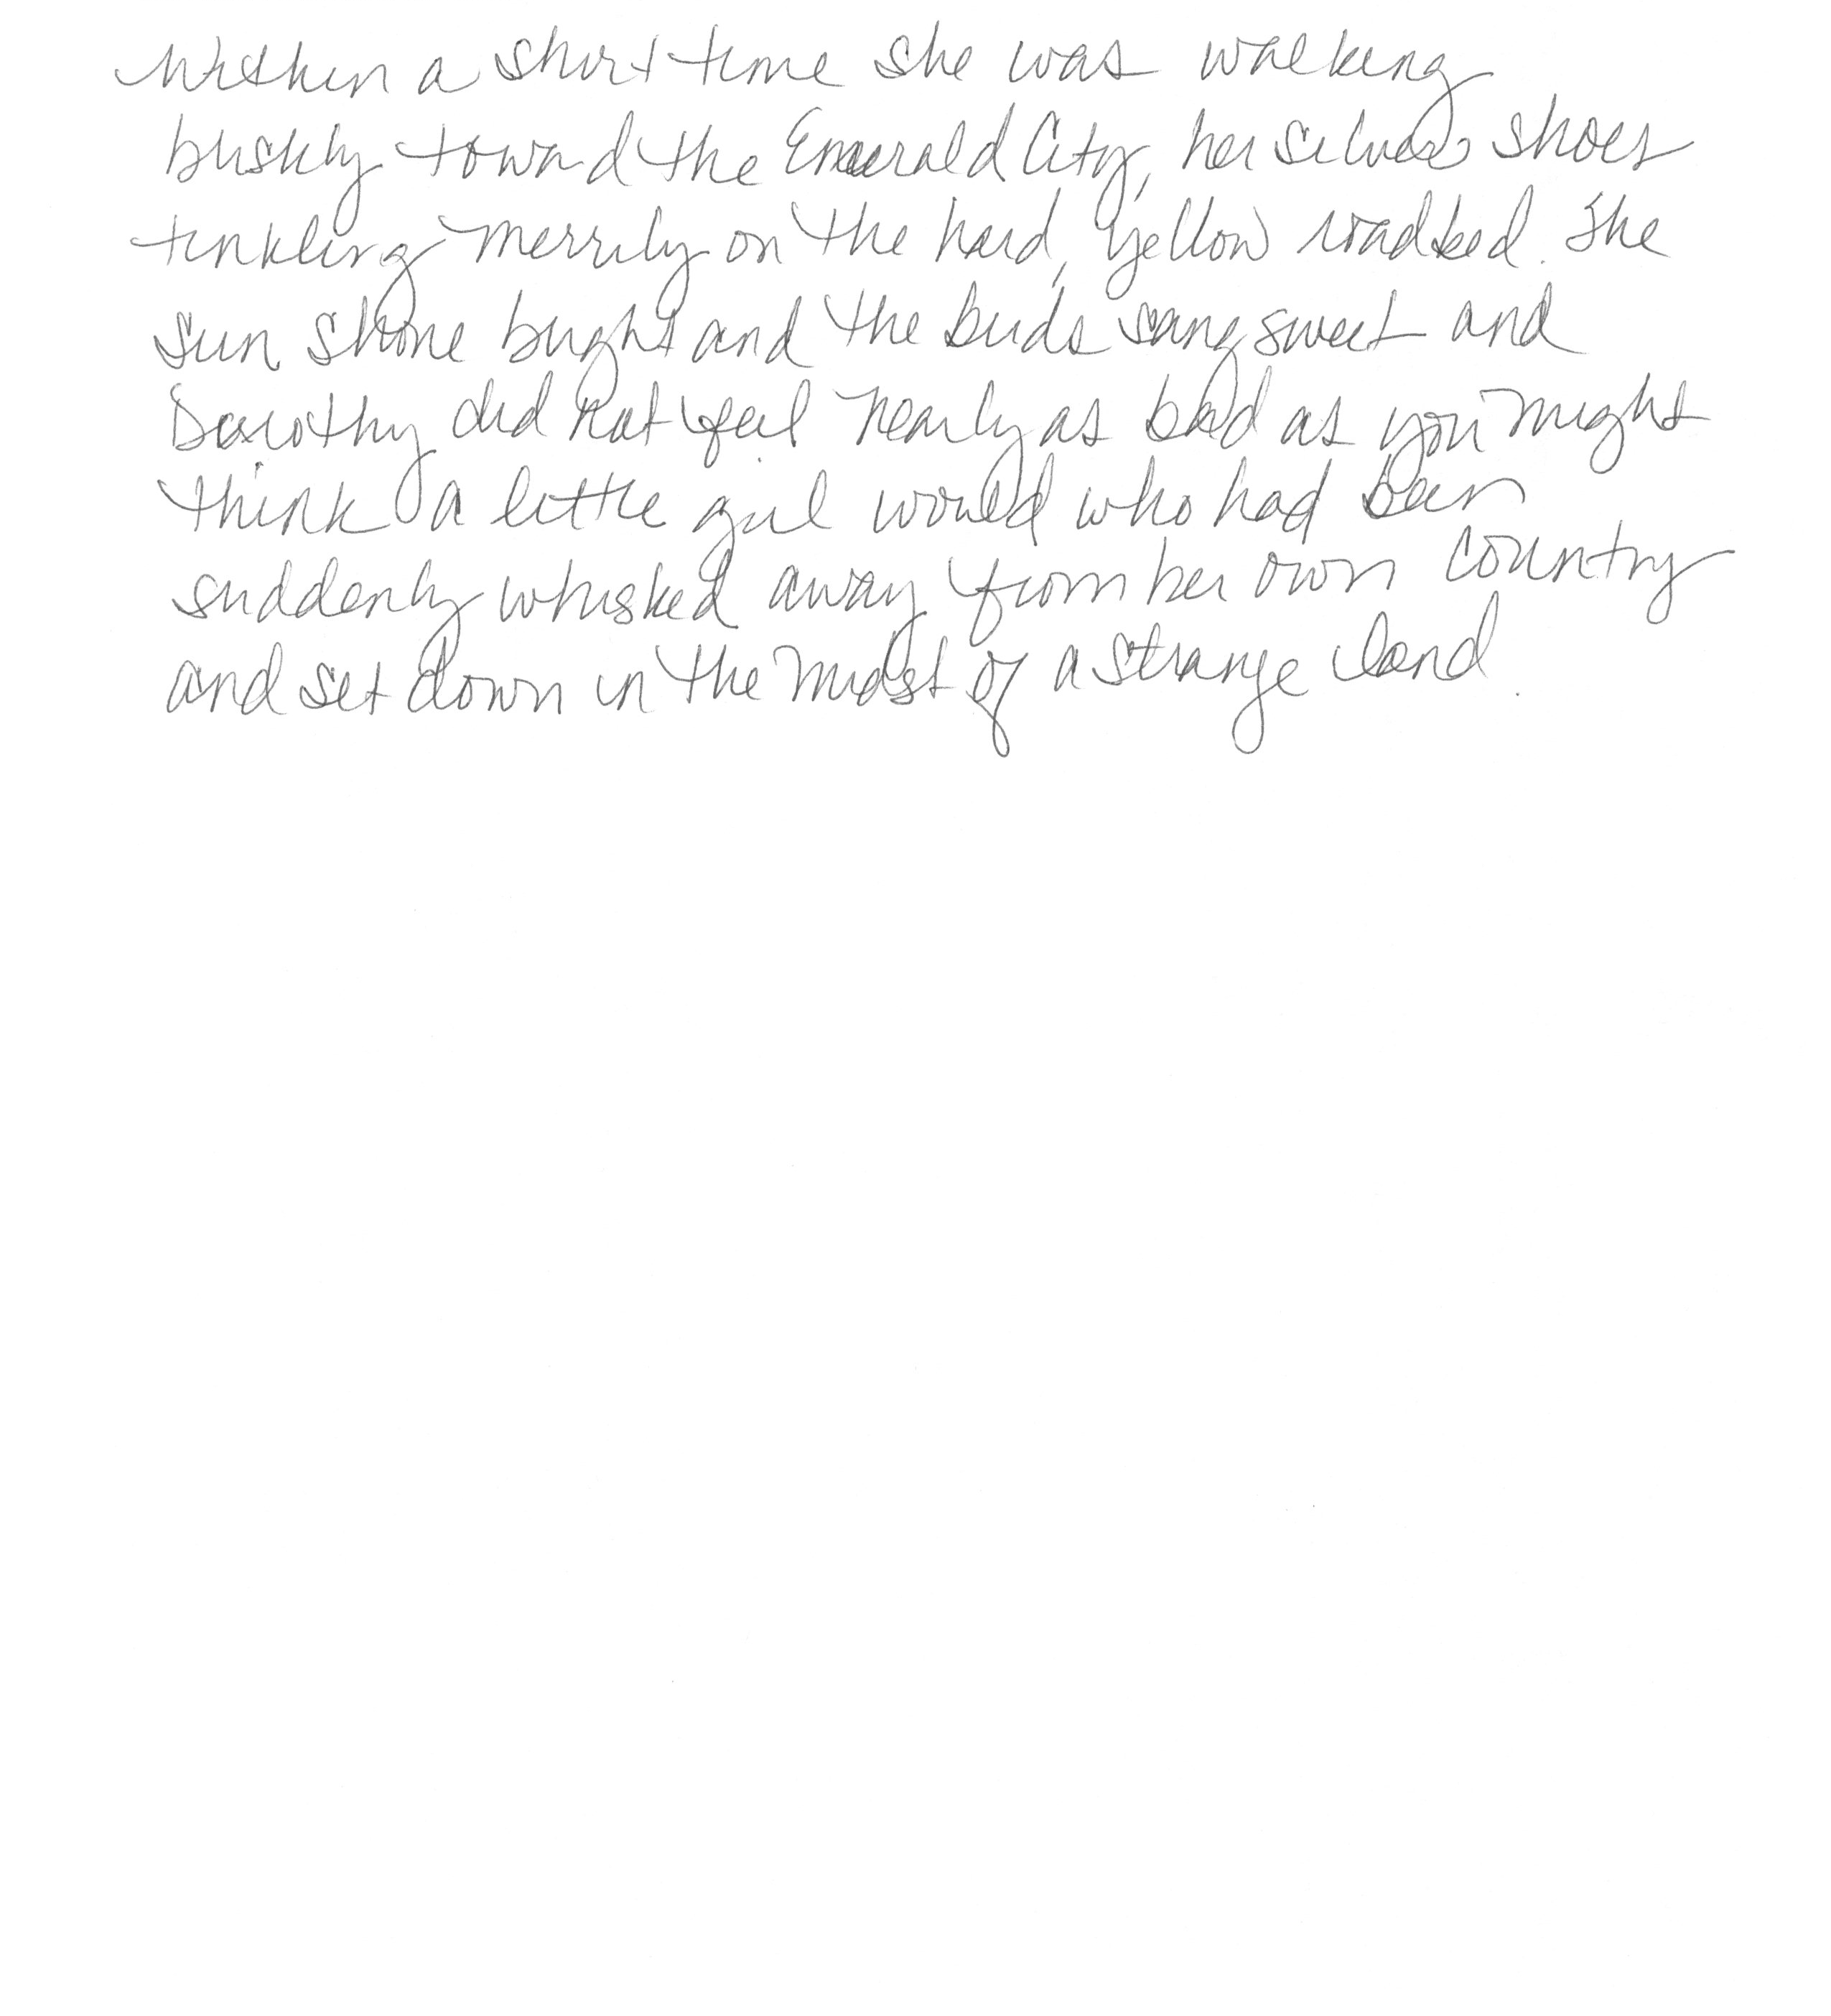 Within a short time she was walking
briskly toward the Emerald City, her silver shoes
tinkling merrily on the hard, yellow roadbed. The
sun shone bright and the birds sang sweet and
Dorothy did not feel nearly as bad as you might
think a little girl would who had been
suddenly whisked away from her own country
and set down in the midst of a strange land.